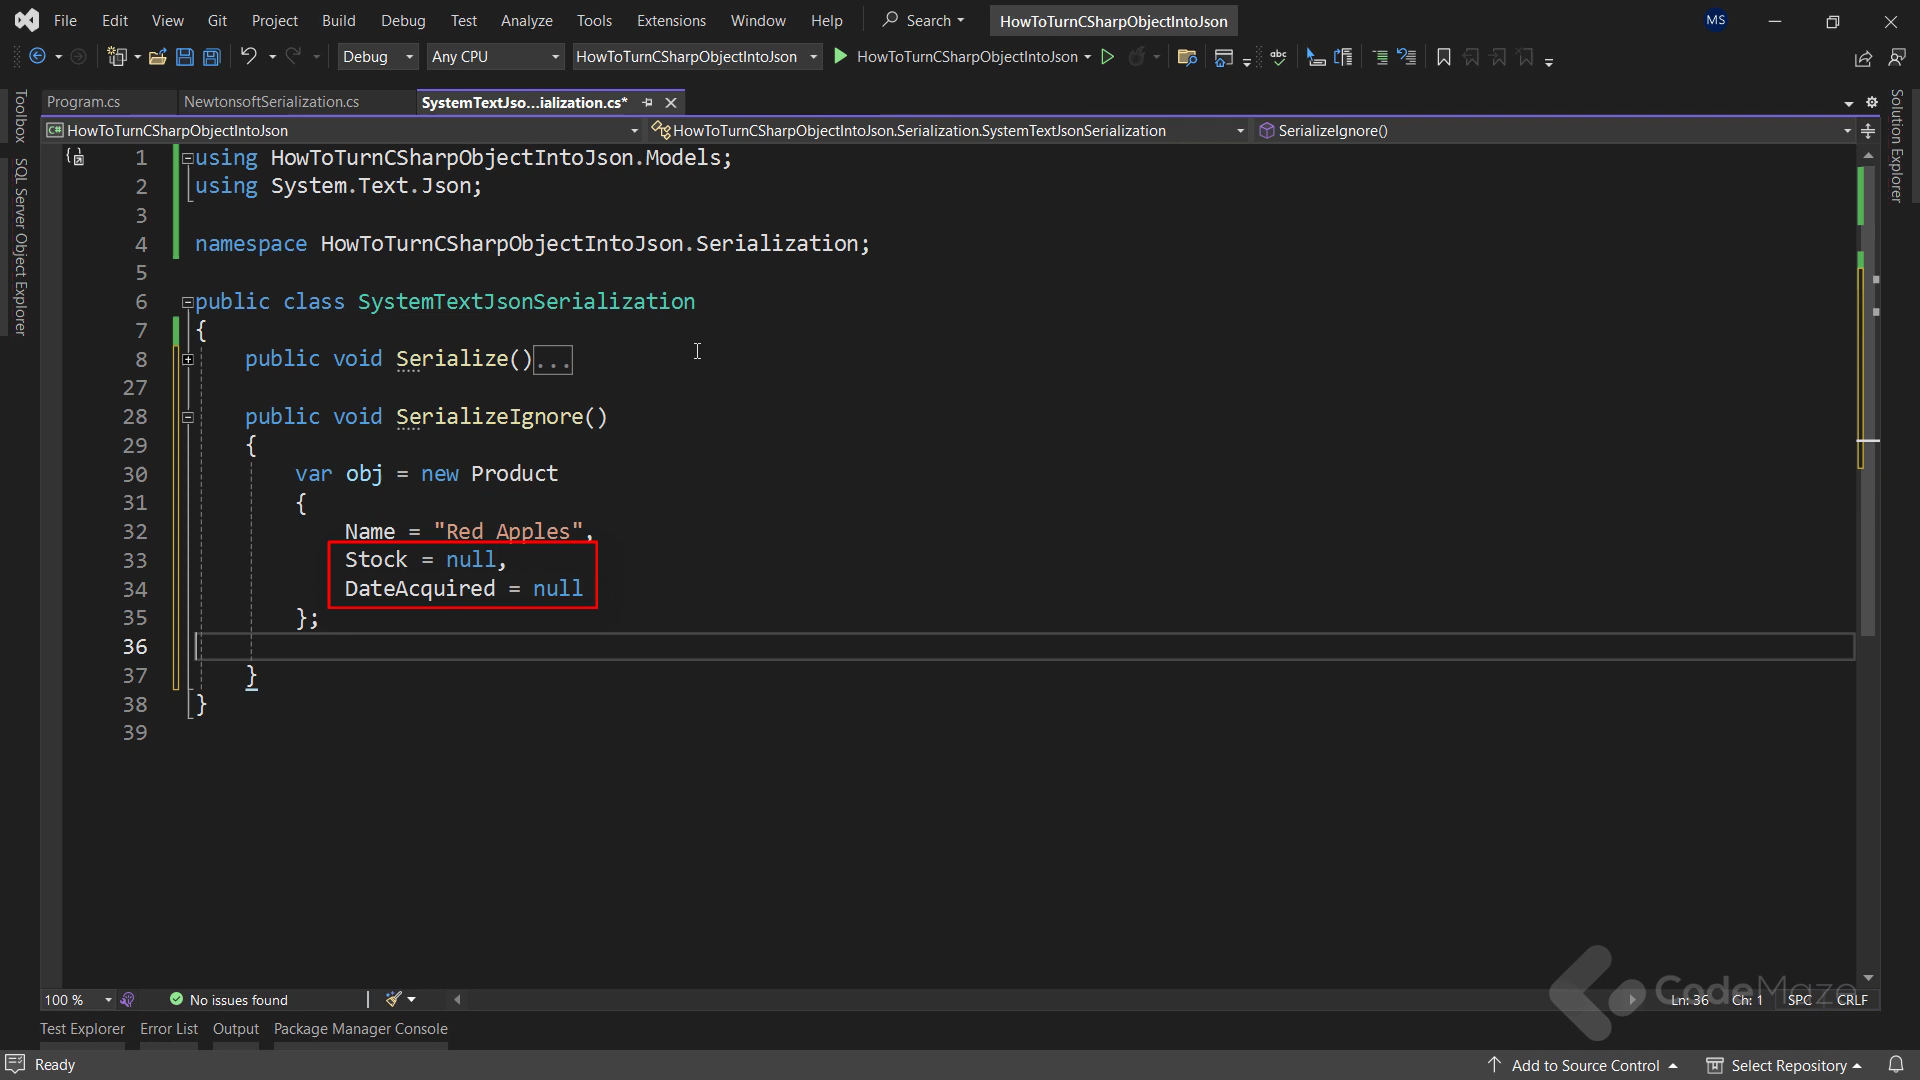 File Edit View Git Project Build Debug Test Analyze Tools Extensions Window Help Search HowToTurnCSharpObjectIntoJson MS
Debug Any CPU HowToTurnCSharpObjectIntoJson HowToTurnCSharpObjectIntoJson abc
Program.cs NewtonsoftSerialization.cs SystemTextJso...ialization.cs*
C# HowToTurnCSharpObjectIntoJson HowToTurnCSharpObjectIntoJson.Serialization.SystemTextJsonSerialization SerializeIgnore()
Toolbox
SQL Server Object Explorer
Solution Explorer
1 using HowToTurnCSharpObjectIntoJson.Models;
2 using System.Text.Json;
3
4 namespace HowToTurnCSharpObjectIntoJson.Serialization;
5
6 public class SystemTextJsonSerialization
7 {
8 public void Serialize()...
27
28 public void SerializeIgnore()
29 {
30 var obj = new Product
31 {
32 Name = "Red Apples",
33 Stock = null,
34 DateAcquired = null
35 };
36
37 }
38 }
39
100 % No issues found Ln: 36 Ch: 1 SPC CRLF
CodeMaze
Test Explorer Error List Output Package Manager Console
Ready Add to Source Control Select Repository